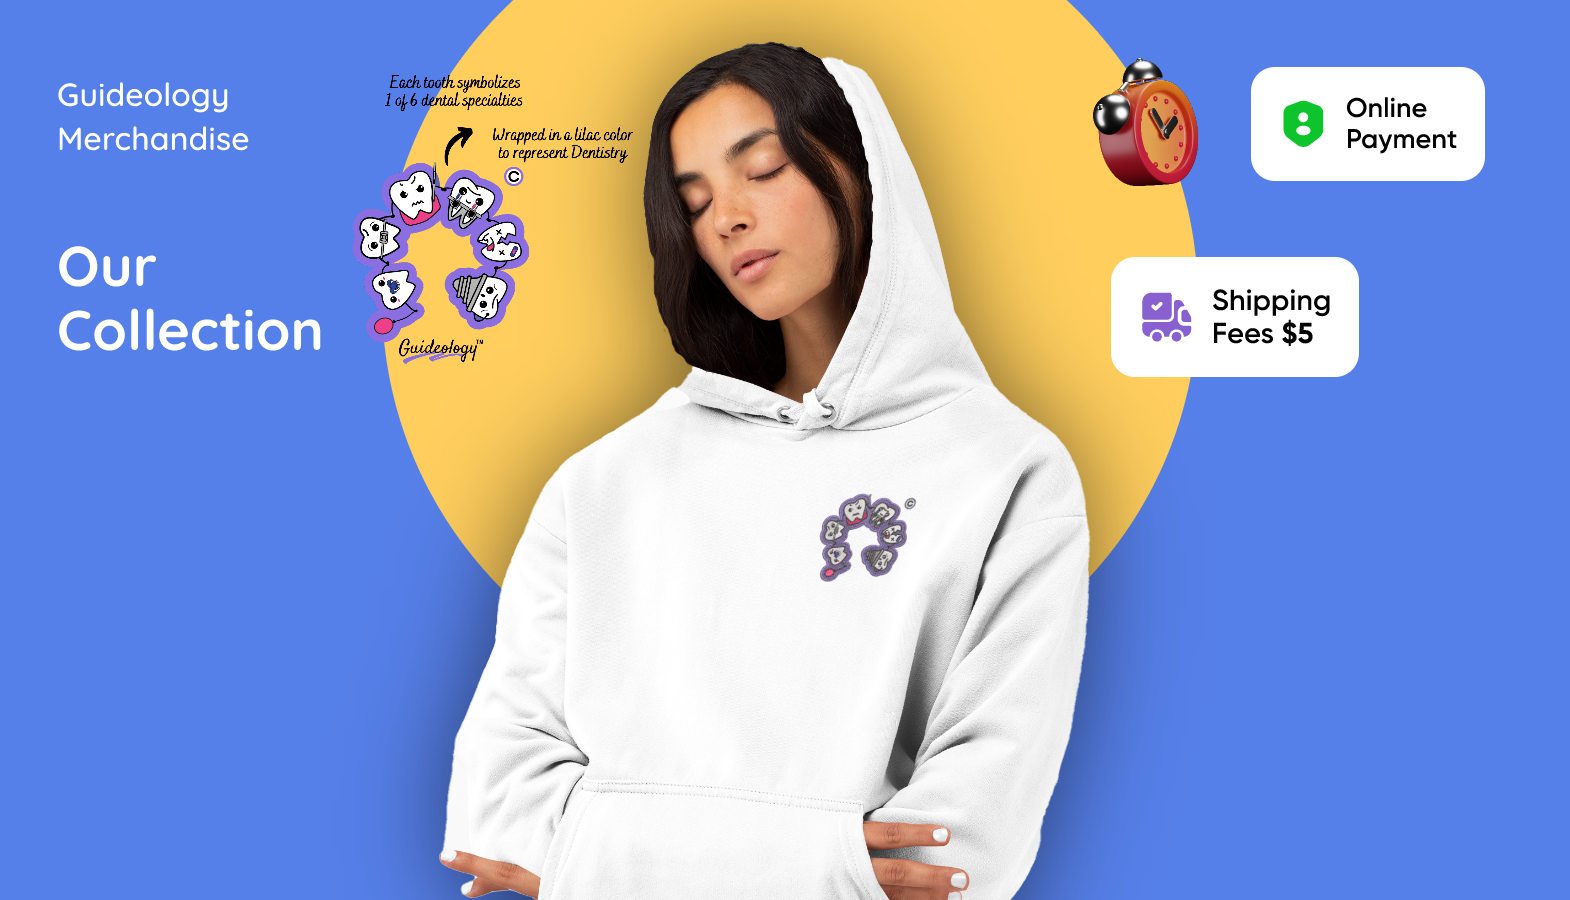 Guideology
Merchandise
Our
Collection
Each tooth symbolizes
1 of 6 dental specialties
Wrapped in a lilac color
to represent Dentistry
©
Guideology™
©
Online
Payment
Shipping
Fees $5